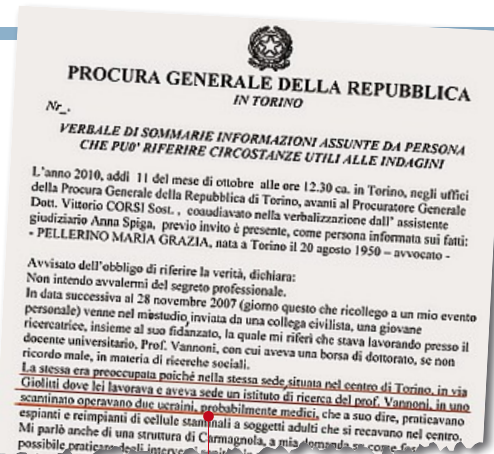 PROCURA GENERALE DELLA REPUBBLICA
IN TORINO
Nr_.
VERBALE DI SOMMARIE INFORMAZIONI ASSUNTE DA PERSONA
CHE PUO' RIFERIRE CIRCOSTANZE UTILI ALLE INDAGINI
L'anno 2010, addì 11 del mese di ottobre alle ore 12.30 ca. in Torino, negli uffici
della Procura Generale della Repubblica di Torino, avanti al Procuratore Generale
Dott. Vittorio CORSI Sost., coadiuvato nella verbalizzazione dall' assistente
giudiziario Anna Spiga, previo invito è presente, come persona informata sui fatti:
- PELLERINO MARIA GRAZIA, nata a Torino il 20 agosto 1950 – avvocato -
Avvisato dell'obbligo di riferire la verità, dichiara:
Non intendo avvalermi del segreto professionale.
In data successiva al 28 novembre 2007 (giorno questo che ricollego a un mio evento
personale) venne nel miostudio inviata da una collega civilista, una giovane
ricercatrice, insieme al suo fidanzato, la quale mi riferì che stava lavorando presso il
docente universitario. Prof. Vannoni, con cui aveva una borsa di dottorato, se non
ricordo male, in materia di ricerche sociali.
La stessa era preoccupata poiché nella stessa sede situata nel centro di Torino, in via
Giolitti dove lei lavorava e aveva sede un istituto di ricerca del prof. Vannoni, in uno
scantinato operavano due ucraini, probabilmente medici, che a suo dire, praticavano
espianti e reimpianti di cellule staminali a soggetti adulti che si recavano nel centro.
Mi parlò anche di una struttura di Carmagnola, a mia domanda se come
possibile praticare degli